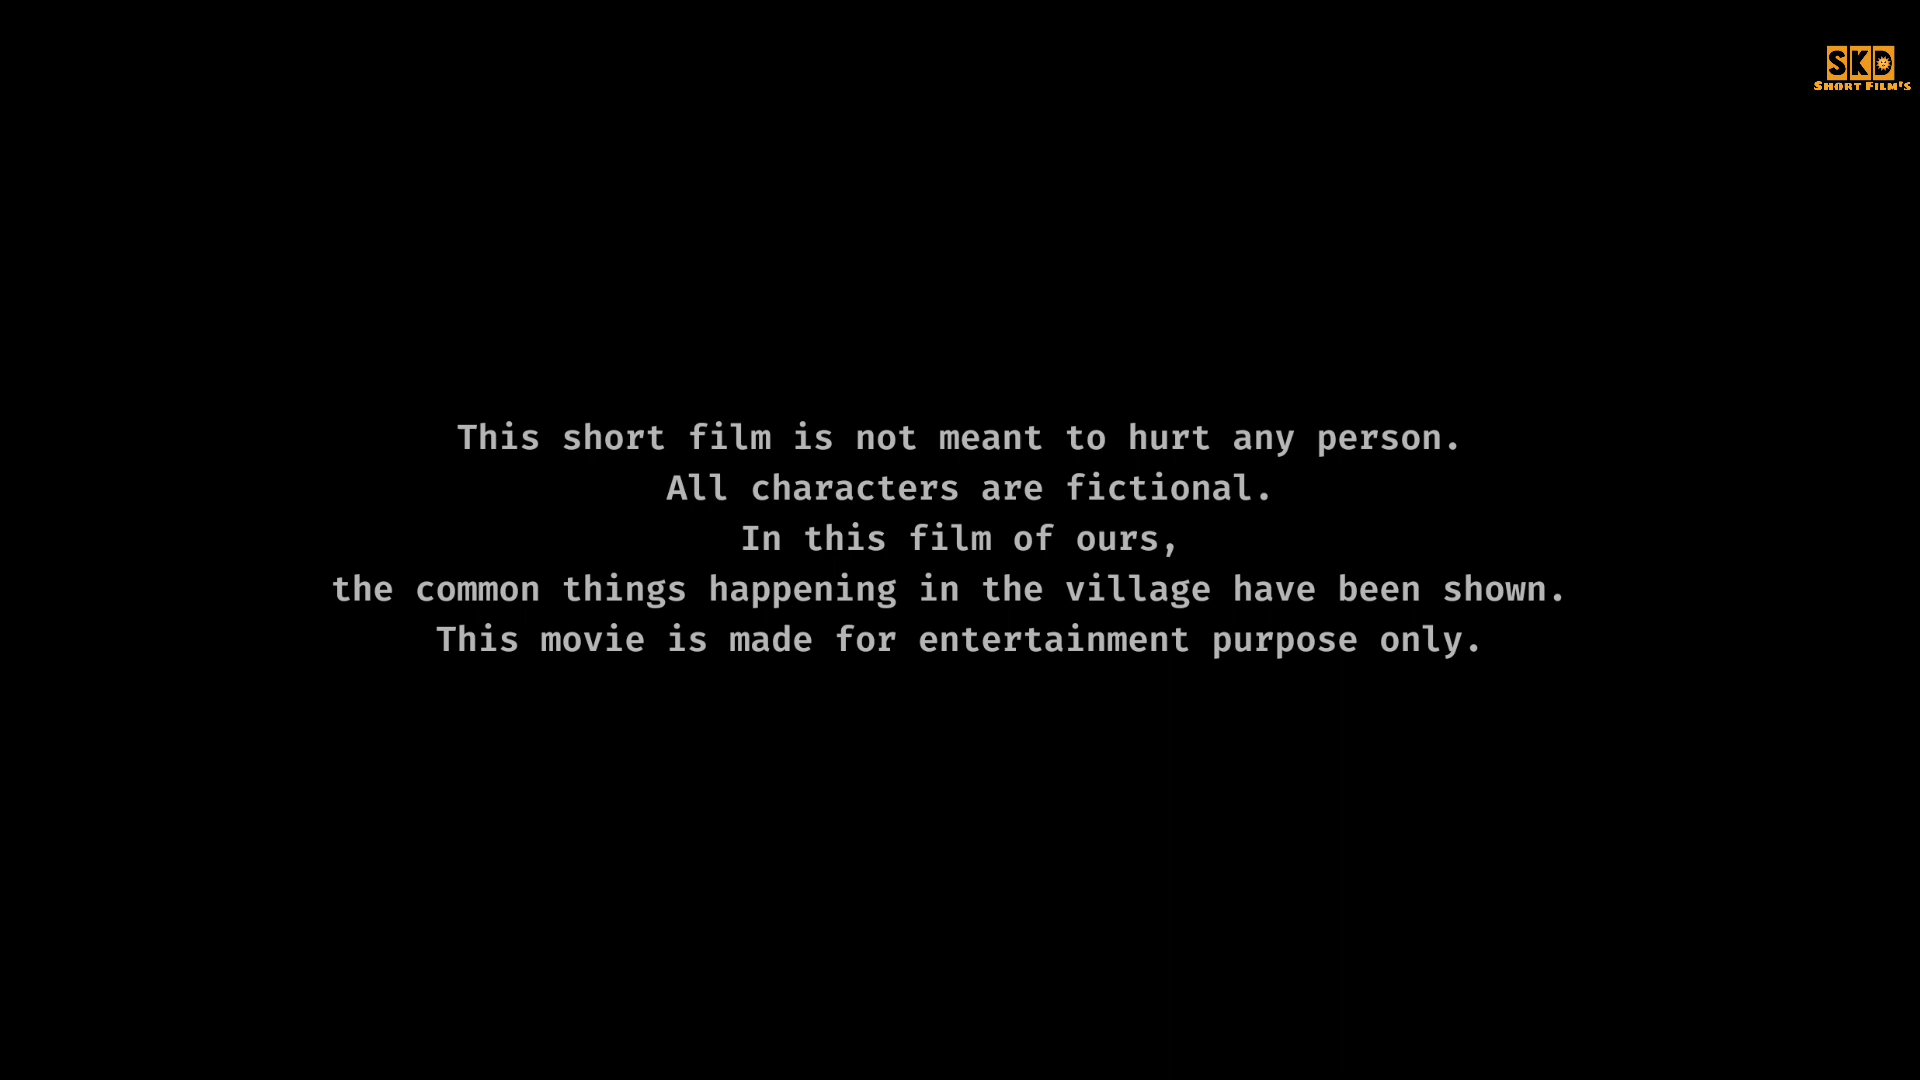 SKD
Short Film's
This short film is not meant to hurt any person.
All characters are fictional.
In this film of ours,
the common things happening in the village have been shown.
This movie is made for entertainment purpose only.